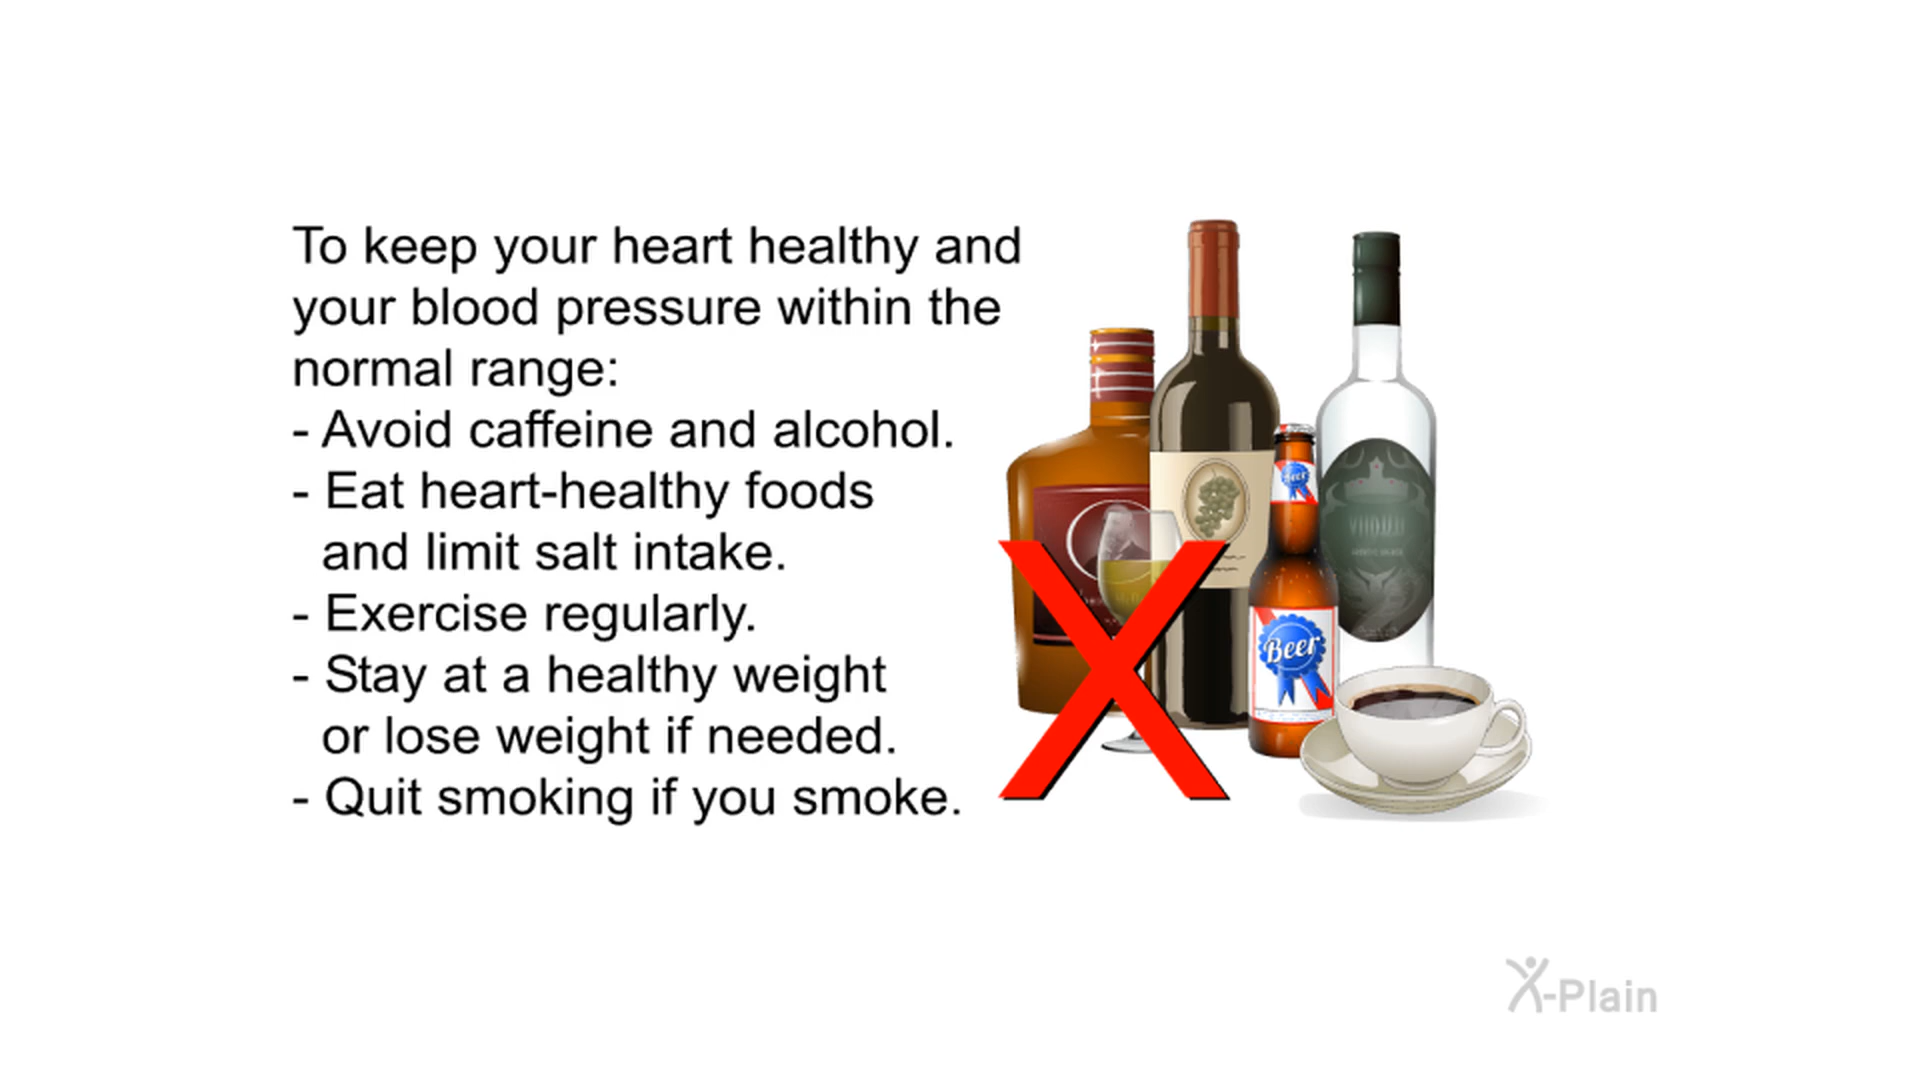 To keep your heart healthy and
your blood pressure within the
normal range:
- Avoid caffeine and alcohol.
- Eat heart-healthy foods
and limit salt intake.
- Exercise regularly.
- Stay at a healthy weight
or lose weight if needed.
- Quit smoking if you smoke.
Beer
Beer
X-Plain